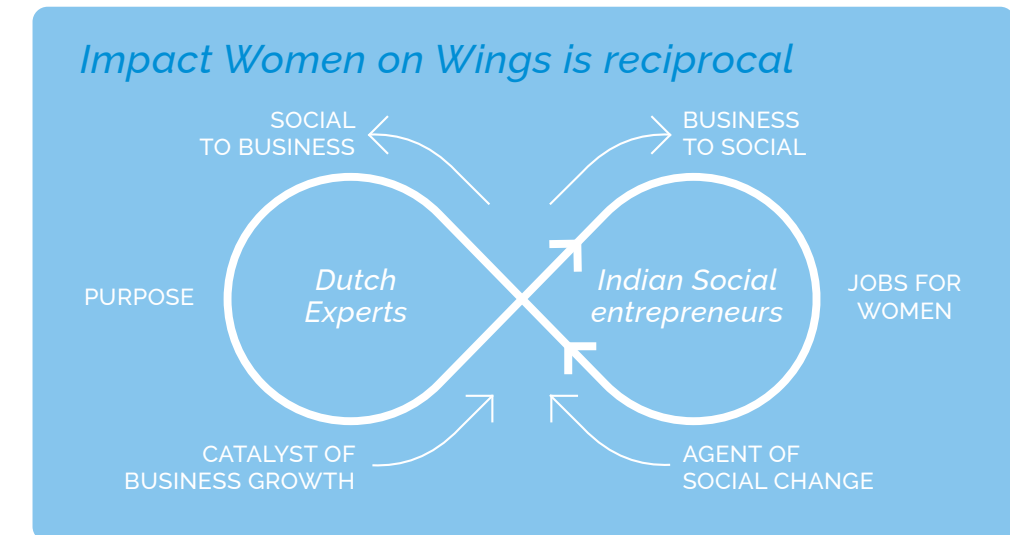 Impact Women on Wings is reciprocal
SOCIAL
TO BUSINESS
BUSINESS
TO SOCIAL
PURPOSE
Dutch
Experts
Indian Social
entrepreneurs
JOBS FOR
WOMEN
CATALYST OF
BUSINESS GROWTH
AGENT OF
SOCIAL CHANGE